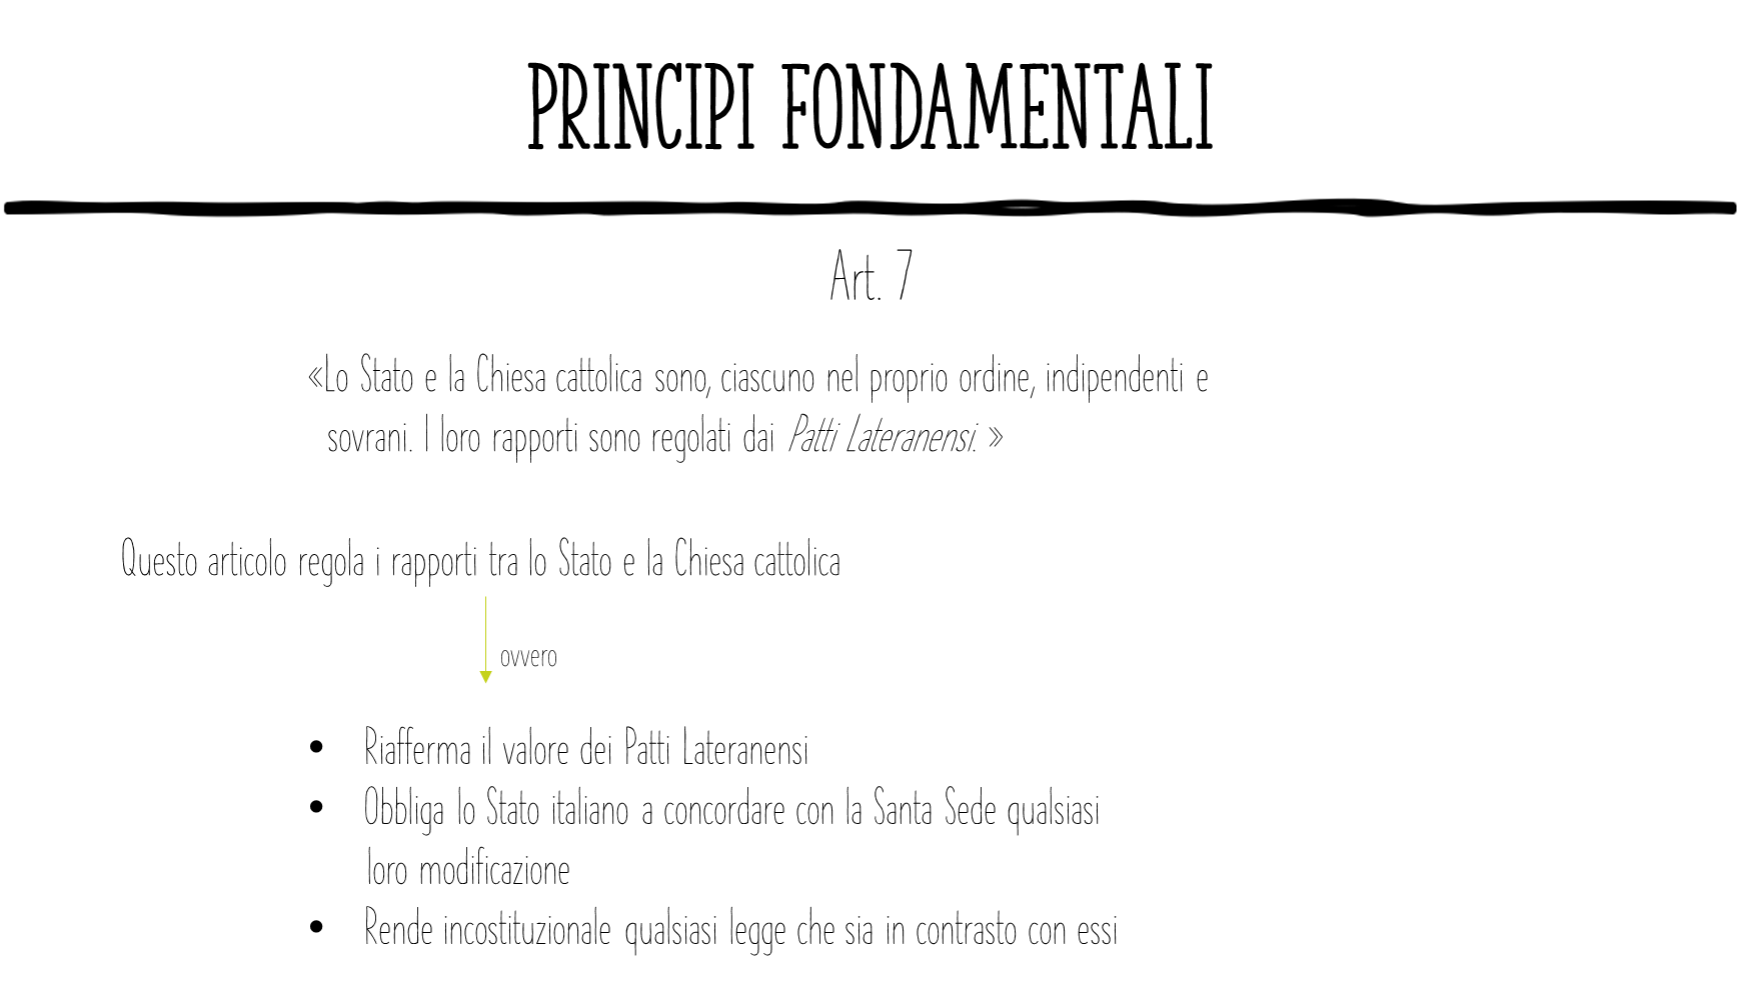 PRINCIPI FONDAMENTALI
Art. 7
«Lo Stato e la Chiesa cattolica sono, ciascuno nel proprio ordine, indipendenti e
sovrani. I loro rapporti sono regolati dai Patti Lateranensi. »
Questo articolo regola i rapporti tra lo Stato e la Chiesa cattolica
ovvero
• Riafferma il valore dei Patti Lateranensi
• Obbliga lo Stato italiano a concordare con la Santa Sede qualsiasi
loro modificazione
• Rende incostituzionale qualsiasi legge che sia in contrasto con essi